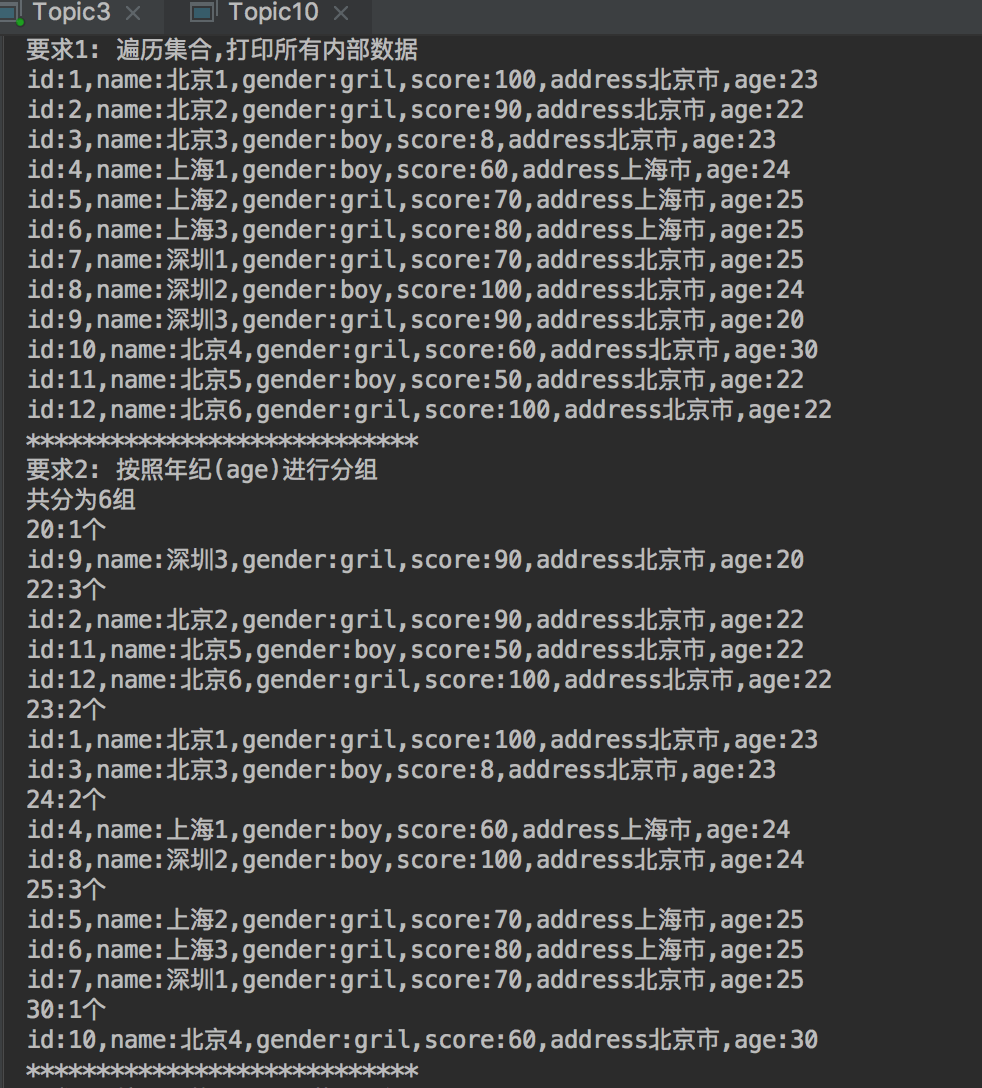 Topic3 × Topic10 ×
要求1: 遍历集合,打印所有内部数据
id:1,name:北京1,gender:gril,score:100,address北京市,age:23
id:2,name:北京2,gender:gril,score:90,address北京市,age:22
id:3,name:北京3,gender:boy,score:8,address北京市,age:23
id:4,name:上海1,gender:boy,score:60,address上海市,age:24
id:5,name:上海2,gender:gril,score:70,address上海市,age:25
id:6,name:上海3,gender:gril,score:80,address上海市,age:25
id:7,name:深圳1,gender:gril,score:70,address北京市,age:25
id:8,name:深圳2,gender:boy,score:100,address北京市,age:24
id:9,name:深圳3,gender:gril,score:90,address北京市,age:20
id:10,name:北京4,gender:gril,score:60,address北京市,age:30
id:11,name:北京5,gender:boy,score:50,address北京市,age:22
id:12,name:北京6,gender:gril,score:100,address北京市,age:22
****************************
要求2: 按照年纪(age)进行分组
共分为6组
20:1个
id:9,name:深圳3,gender:gril,score:90,address北京市,age:20
22:3个
id:2,name:北京2,gender:gril,score:90,address北京市,age:22
id:11,name:北京5,gender:boy,score:50,address北京市,age:22
id:12,name:北京6,gender:gril,score:100,address北京市,age:22
23:2个
id:1,name:北京1,gender:gril,score:100,address北京市,age:23
id:3,name:北京3,gender:boy,score:8,address北京市,age:23
24:2个
id:4,name:上海1,gender:boy,score:60,address上海市,age:24
id:8,name:深圳2,gender:boy,score:100,address北京市,age:24
25:3个
id:5,name:上海2,gender:gril,score:70,address上海市,age:25
id:6,name:上海3,gender:gril,score:80,address上海市,age:25
id:7,name:深圳1,gender:gril,score:70,address北京市,age:25
30:1个
id:10,name:北京4,gender:gril,score:60,address北京市,age:30
****************************